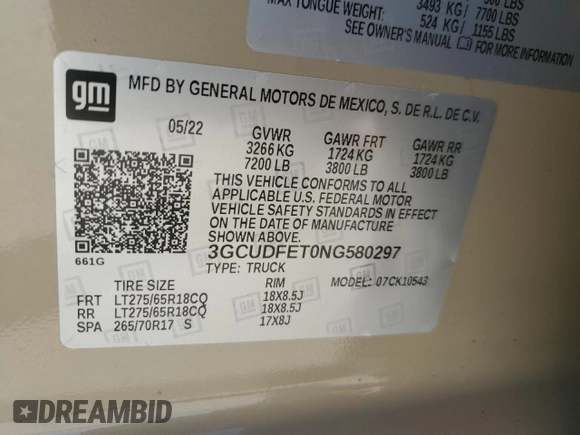 500 LBS
MAX TONGUE WEIGHT: 3493 KG / 7700 LBS
524 KG / 1155 LBS
SEE OWNER'S MANUAL FOR MORE INFORMATION
gm
MFD BY GENERAL MOTORS DE MEXICO, S. DE R.L. DE C.V.
05/22 GVWR GAWR FRT GAWR RR
3266 KG 1724 KG 1724 KG
7200 LB 3800 LB 3800 LB
THIS VEHICLE CONFORMS TO ALL
APPLICABLE U.S. FEDERAL MOTOR
VEHICLE SAFETY STANDARDS IN EFFECT
ON THE DATE OF MANUFACTURE
SHOWN ABOVE.
661G
3GCUDFET0NG580297
TYPE: TRUCK MODEL: 07CK10543
TIRE SIZE RIM
FRT LT275/65R18CQ 18X8.5J
RR LT275/65R18CQ 18X8.5J
SPA 265/70R17 S 17X8J
DREAMBID